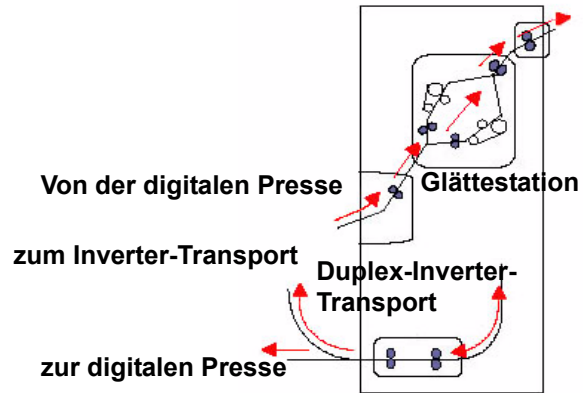 Von der digitalen Presse
Glättestation
zum Inverter-Transport
Duplex-Inverter-
Transport
zur digitalen Presse